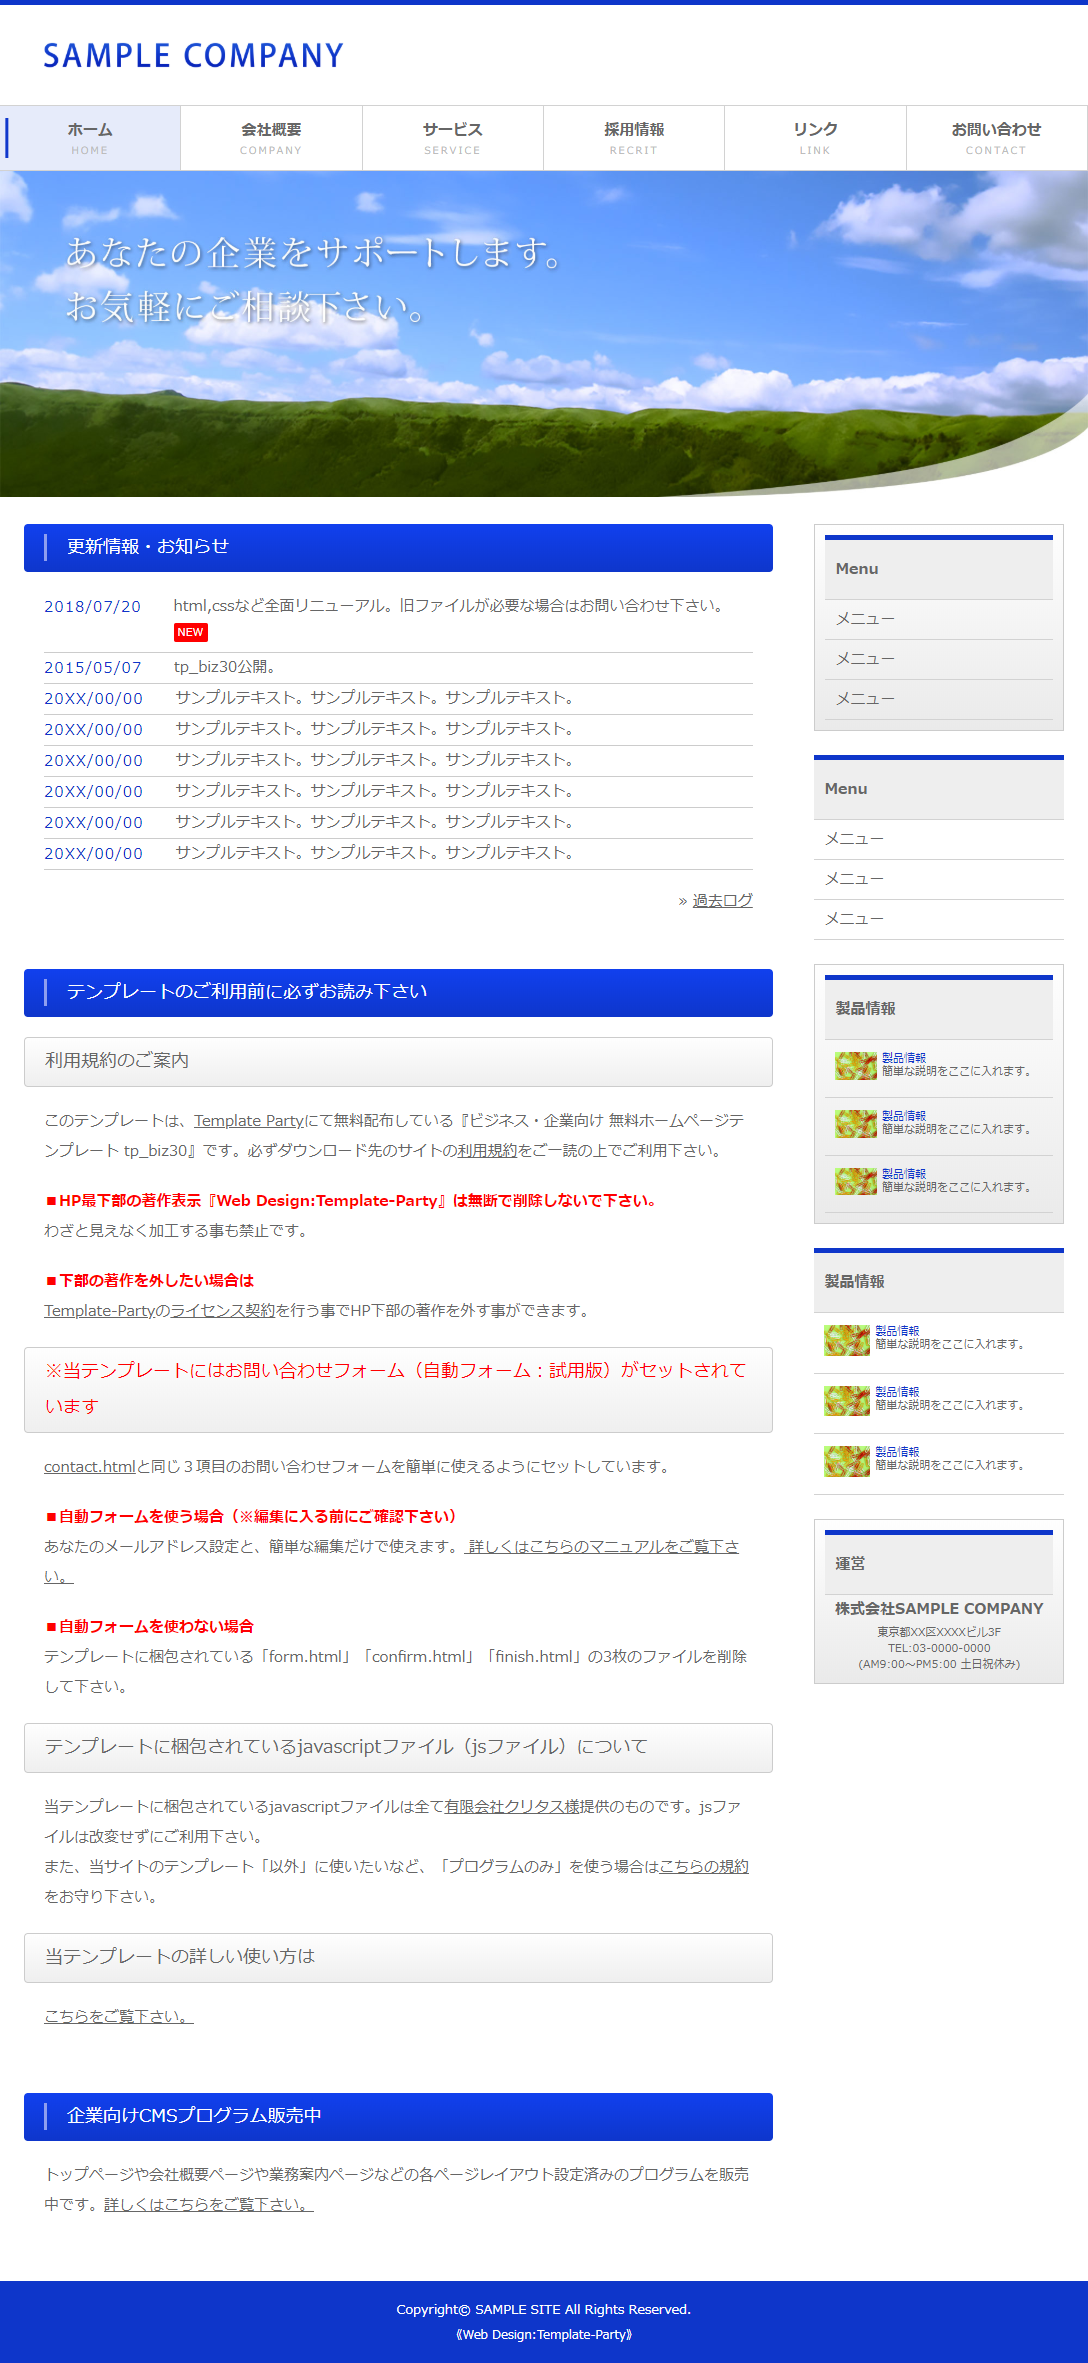 SAMPLE COMPANY
ホーム
HOME
会社概要
COMPANY
サービス
SERVICE
採用情報
RECRIT
リンク
LINK
お問い合わせ
CONTACT
あなたの企業をサポートします。
お気軽にご相談下さい。
更新情報・お知らせ
2018/07/20 html,cssなど全面リニューアル。旧ファイルが必要な場合はお問い合わせ下さい。
NEW
2015/05/07 tp_biz30公開。
20XX/00/00 サンプルテキスト。サンプルテキスト。サンプルテキスト。
20XX/00/00 サンプルテキスト。サンプルテキスト。サンプルテキスト。
20XX/00/00 サンプルテキスト。サンプルテキスト。サンプルテキスト。
20XX/00/00 サンプルテキスト。サンプルテキスト。サンプルテキスト。
20XX/00/00 サンプルテキスト。サンプルテキスト。サンプルテキスト。
20XX/00/00 サンプルテキスト。サンプルテキスト。サンプルテキスト。
» 過去ログ
テンプレートのご利用前に必ずお読み下さい
利用規約のご案内
このテンプレートは、Template Partyにて無料配布している『ビジネス・企業向け 無料ホームページテ
ンプレート tp_biz30』です。必ずダウンロード先のサイトの利用規約をご一読の上でご利用下さい。
■HP最下部の著作表示『Web Design:Template-Party』は無断で削除しないで下さい。
わざと見えなく加工する事も禁止です。
■下部の著作を外したい場合は
Template-Partyのライセンス契約を行う事でHP下部の著作を外す事ができます。
※当テンプレートにはお問い合わせフォーム（自動フォーム：試用版）がセットされて
います
contact.htmlと同じ３項目のお問い合わせフォームを簡単に使えるようにセットしています。
■自動フォームを使う場合（※編集に入る前にご確認下さい）
あなたのメールアドレス設定と、簡単な編集だけで使えます。 詳しくはこちらのマニュアルをご覧下さ
い。
■自動フォームを使わない場合
テンプレートに梱包されている「form.html」「confirm.html」「finish.html」の3枚のファイルを削除
して下さい。
テンプレートに梱包されているjavascriptファイル（jsファイル）について
当テンプレートに梱包されているjavascriptファイルは全て有限会社クリタス様提供のものです。jsファ
イルは改変せずにご利用下さい。
また、当サイトのテンプレート「以外」に使いたいなど、「プログラムのみ」を使う場合はこちらの規約
をお守り下さい。
当テンプレートの詳しい使い方は
こちらをご覧下さい。
企業向けCMSプログラム販売中
トップページや会社概要ページや業務案内ページなどの各ページレイアウト設定済みのプログラムを販売
中です。詳しくはこちらをご覧下さい。
Menu
メニュー
メニュー
メニュー
Menu
メニュー
メニュー
メニュー
製品情報
製品情報
簡単な説明をここに入れます。
製品情報
簡単な説明をここに入れます。
製品情報
簡単な説明をここに入れます。
製品情報
製品情報
簡単な説明をここに入れます。
製品情報
簡単な説明をここに入れます。
製品情報
簡単な説明をここに入れます。
運営
株式会社SAMPLE COMPANY
東京都XX区XXXXビル3F
TEL:03-0000-0000
(AM9:00～PM5:00 土日祝休み)
Copyright© SAMPLE SITE All Rights Reserved.
《Web Design:Template-Party》